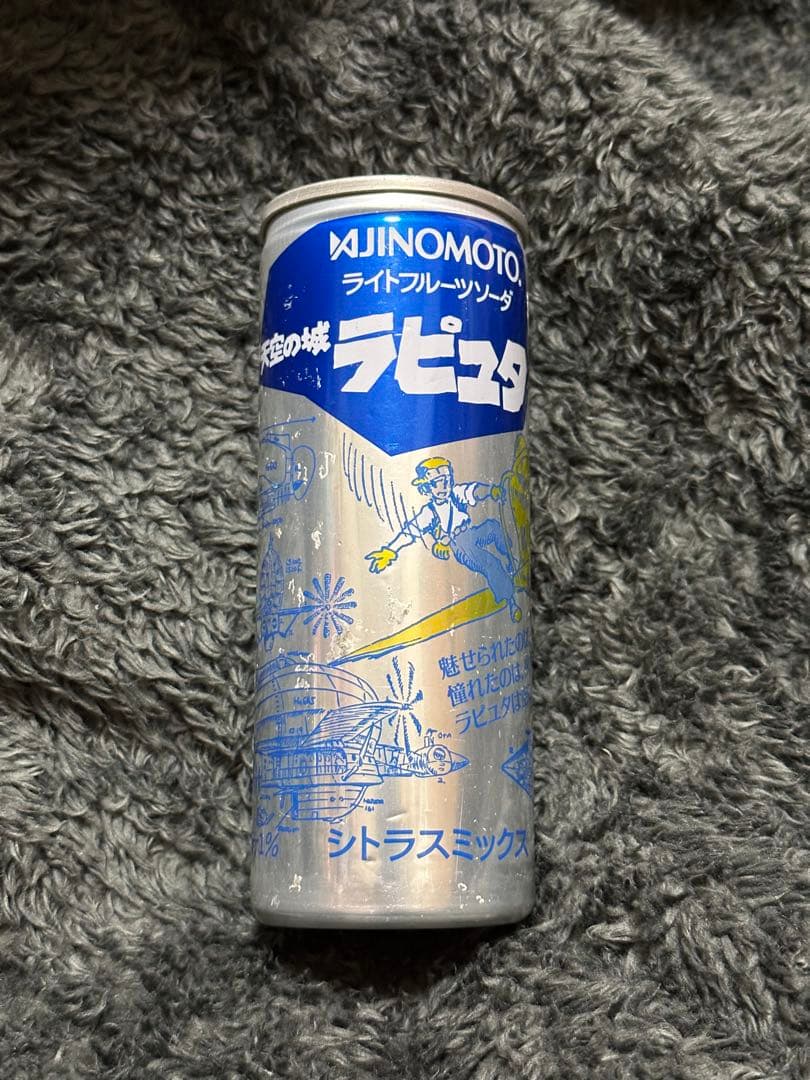 AJINOMOTO
ライトフルーツソーダ
天空の城
ラピュタ
魅せられたのは
憧れたのは、
ラピュタは
1%
シトラスミックス